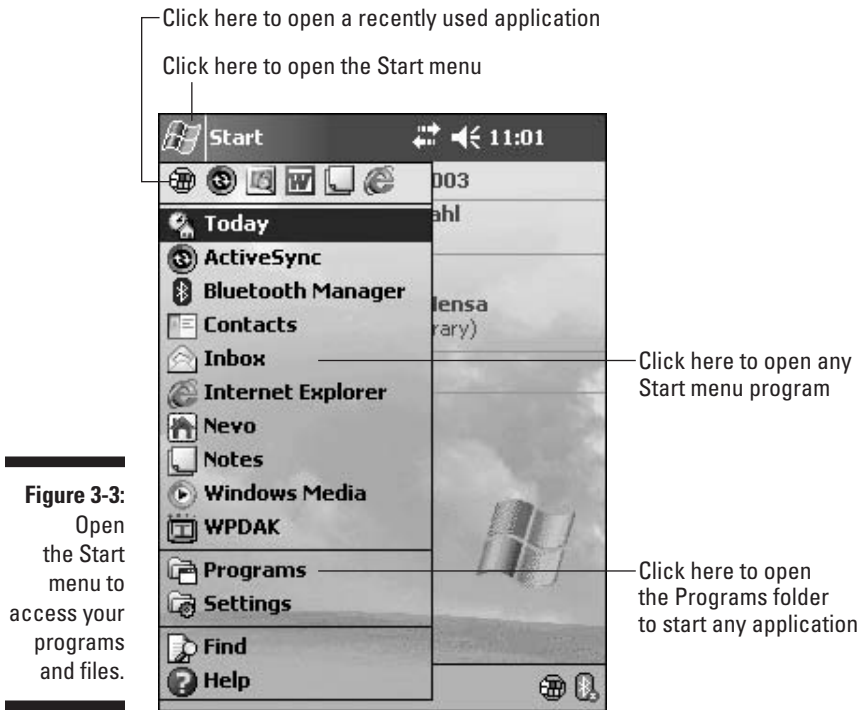 Click here to open a recently used application
Click here to open the Start menu
Start 11:01
003
Today
ahl
ActiveSync
Bluetooth Manager
Contacts
Inbox
Internet Explorer
Nevo
Notes
Windows Media
WPDAK
Programs
Settings
Find
Help
lensa
rary)
Click here to open any
Start menu program
Click here to open
the Programs folder
to start any application
Figure 3-3:
Open
the Start
menu to
access your
programs
and files.